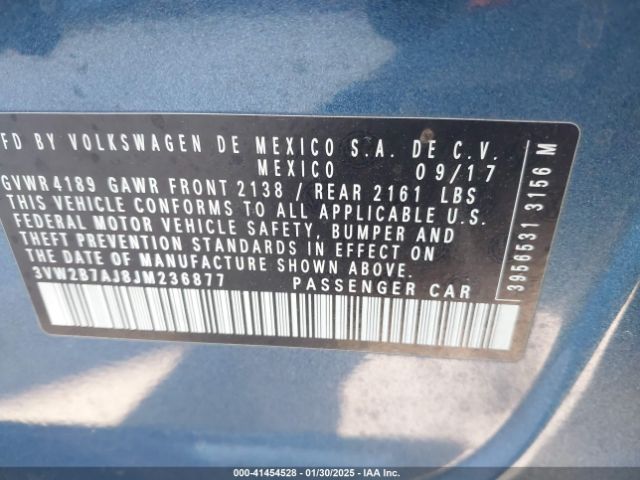 FD BY VOLKSWAGEN DE MEXICO S.A. DE C.V.
MEXICO 09/17
GVWR 4189 GAWR FRONT 2138 / REAR 2161 LBS
THIS VEHICLE CONFORMS TO ALL APPLICABLE U.S.
FEDERAL MOTOR VEHICLE SAFETY, BUMPER AND
THEFT PREVENTION STANDARDS IN EFFECT ON
THE DATE OF MANUFACTURE SHOWN ABOVE.
3VW2B7AJ8JM236877 PASSENGER CAR
3956531 3156 M
000-41454528 - 01/30/2025 - IAA Inc.